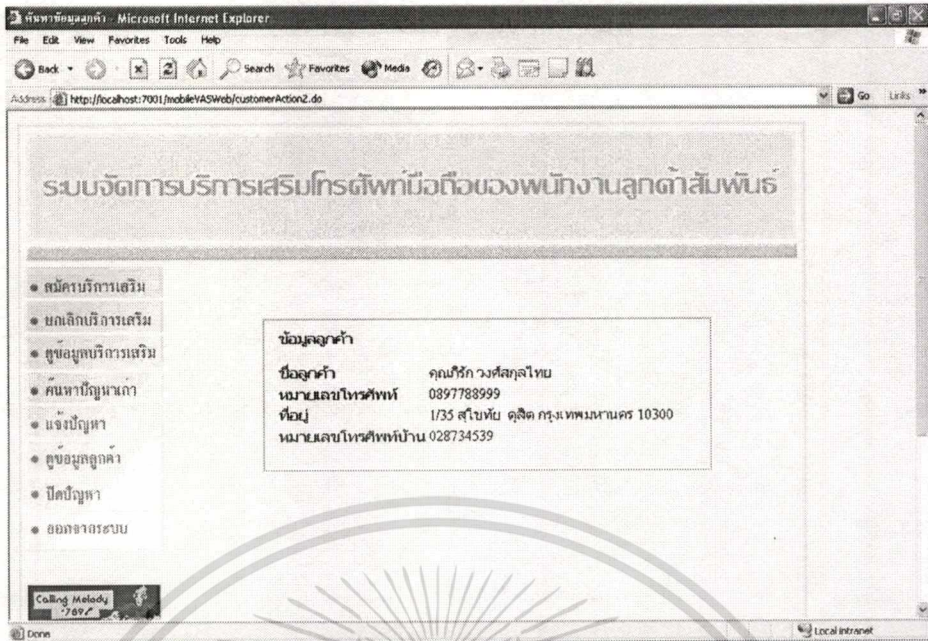 ค้นหาข้อมูลลูกค้า - Microsoft Internet Explorer
File Edit View Favorites Tools Help
Back Search Favorites Media
Address http://localhost:7001/mobileVASWeb/customerAction2.do Go Links
ระบบจัดการบริการเสริมโทรศัพท์มือถือของพนักงานลูกค้าสัมพันธ์
สมัครบริการเสริม
ยกเลิกบริการเสริม
ดูข้อมูลบริการเสริม
ค้นหาปัญหาเก่า
แจ้งปัญหา
ดูข้อมูลลูกค้า
ปิดปัญหา
ออกจากระบบ
ข้อมูลลูกค้า
ชื่อลูกค้า คุณภีรัก วงศ์สกุลไทย
หมายเลขโทรศัพท์ 0897788999
ที่อยู่ 1/35 สุโขทัย ดุสิต กรุงเทพมหานคร 10300
หมายเลขโทรศัพท์บ้าน 028734539
Calling Melody
*789
Done Local intranet